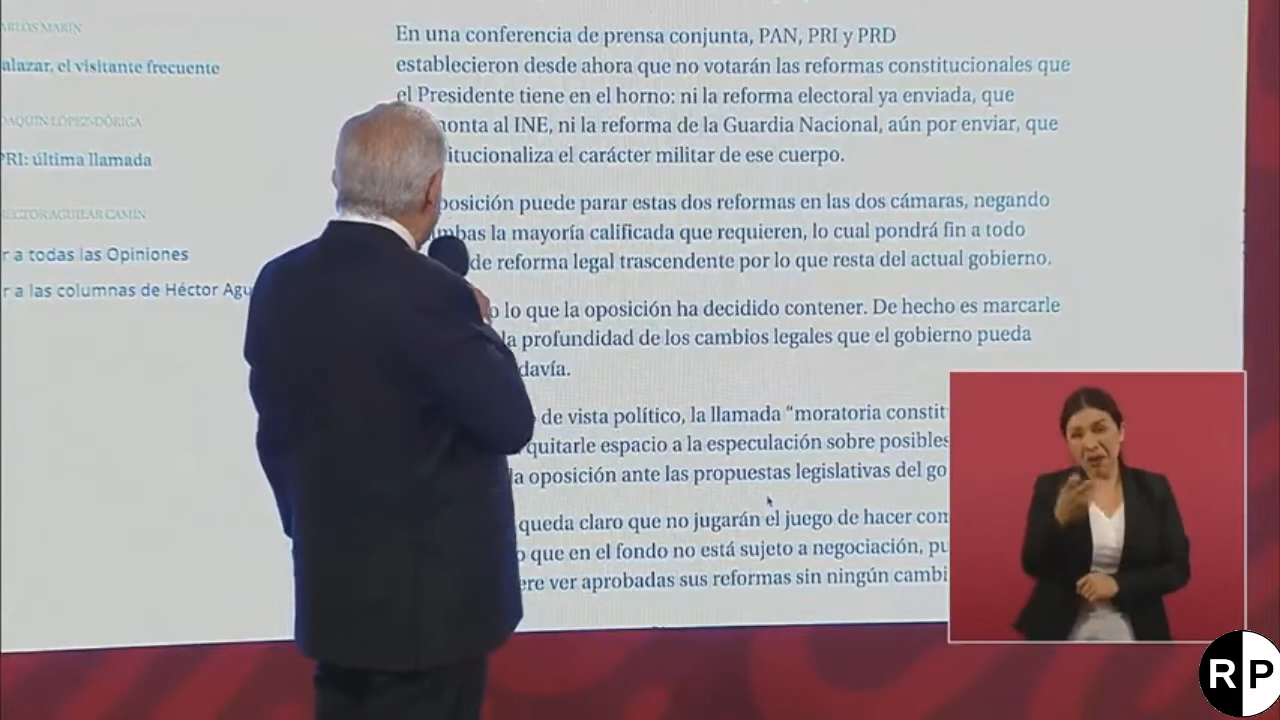 ARLOS MARÍN
alazar, el visitante frecuente
OAQUÍN LÓPEZ-DÓRIGA
PRI: última llamada
HÉCTOR AGUILAR CAMÍN
r a todas las Opiniones
r a las columnas de Héctor Agu
En una conferencia de prensa conjunta, PAN, PRI y PRD
establecieron desde ahora que no votarán las reformas constitucionales que
el Presidente tiene en el horno: ni la reforma electoral ya enviada, que
monta al INE, ni la reforma de la Guardia Nacional, aún por enviar, que
itucionaliza el carácter militar de ese cuerpo.
posición puede parar estas dos reformas en las dos cámaras, negando
mbas la mayoría calificada que requieren, lo cual pondrá fin a todo
de reforma legal trascendente por lo que resta del actual gobierno.
o lo que la oposición ha decidido contener. De hecho es marcarle
la profundidad de los cambios legales que el gobierno pueda
davía.
de vista político, la llamada “moratoria constit
quitarle espacio a la especulación sobre posibles
la oposición ante las propuestas legislativas del go
queda claro que no jugarán el juego de hacer con
o que en el fondo no está sujeto a negociación, pu
ere ver aprobadas sus reformas sin ningún cambi
RP